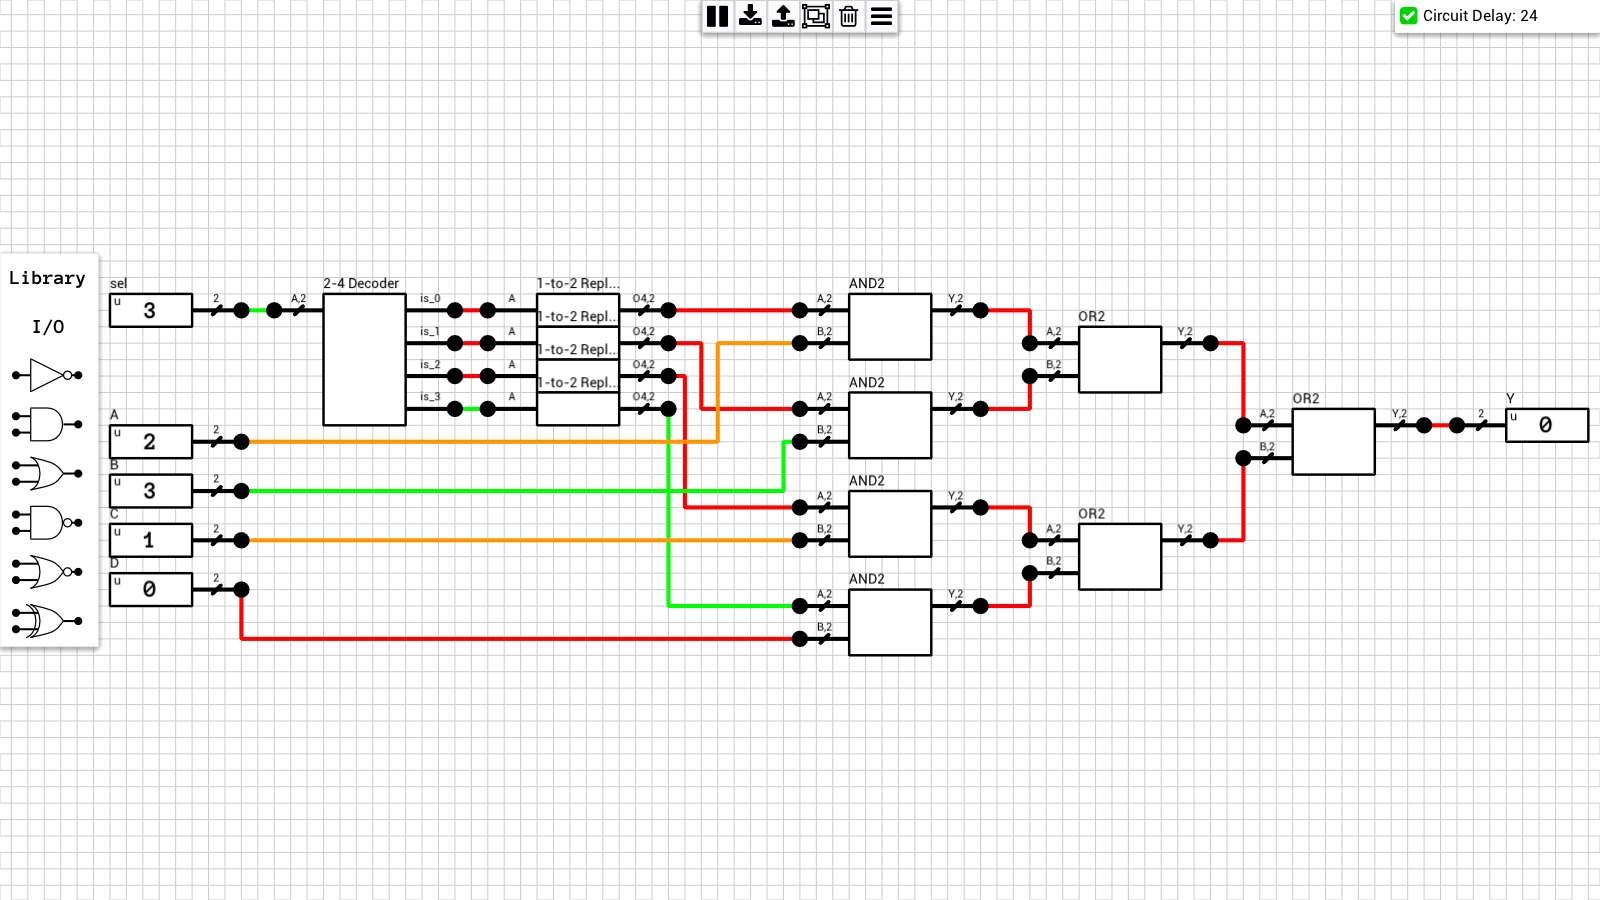 Circuit Delay: 24
Library
I/O
sel
u 3
2
A,2
2-4 Decoder
is_0
is_1
is_2
is_3
A
A
A
A
1-to-2 Repl...
1-to-2 Repl...
1-to-2 Repl...
1-to-2 Repl...
O4,2
O4,2
O4,2
O4,2
A
u 2
2
B
u 3
2
C
u 1
2
D
u 0
2
AND2
A,2
B,2
Y,2
AND2
A,2
B,2
Y,2
AND2
A,2
B,2
Y,2
AND2
A,2
B,2
Y,2
OR2
A,2
B,2
Y,2
OR2
A,2
B,2
Y,2
OR2
A,2
B,2
Y,2
2
Y
u 0